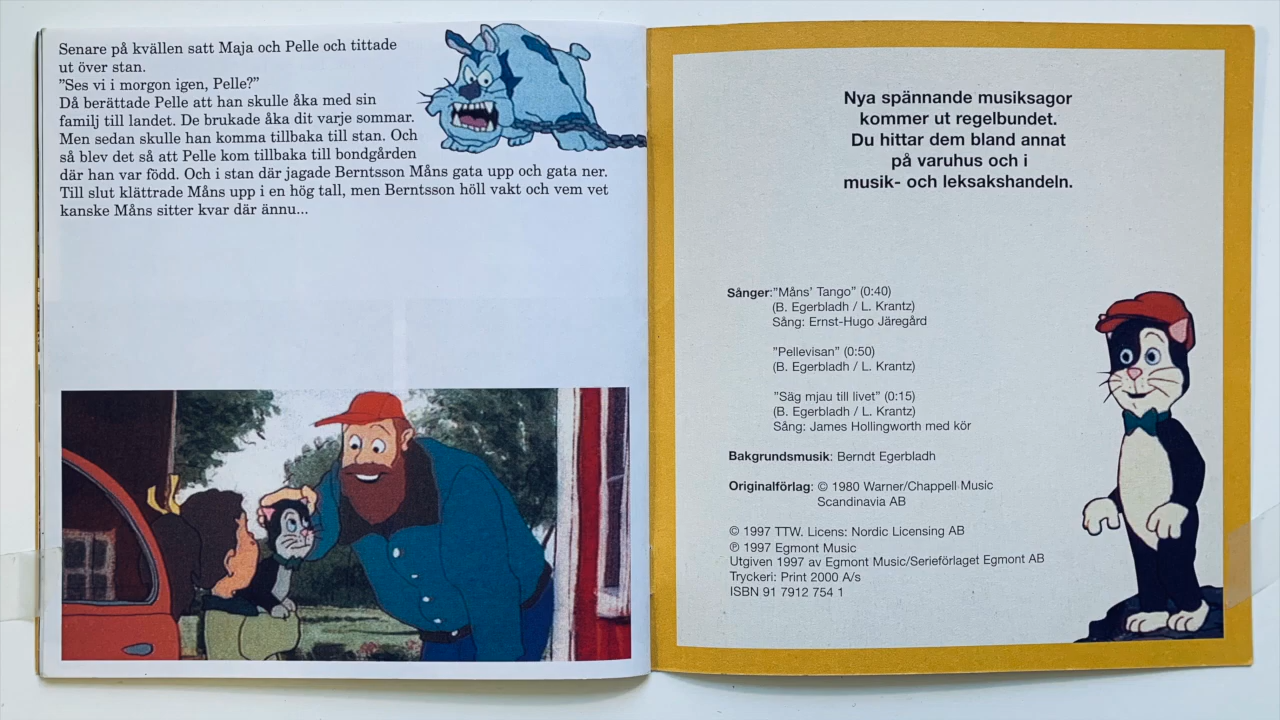 Senare på kvällen satt Maja och Pelle och tittade
ut över stan.
”Ses vi i morgon igen, Pelle?”
Då berättade Pelle att han skulle åka med sin
familj till landet. De brukade åka dit varje sommar.
Men sedan skulle han komma tillbaka till stan. Och
så blev det så att Pelle kom tillbaka till bondgården
där han var född. Och i stan där jagade Berntsson Måns gata upp och gata ner.
Till slut klättrade Måns upp i en hög tall, men Berntsson höll vakt och vem vet
kanske Måns sitter kvar där ännu...
Nya spännande musiksagor
kommer ut regelbundet.
Du hittar dem bland annat
på varuhus och i
musik- och leksakshandeln.
Sånger:”Måns’ Tango” (0:40)
(B. Egerbladh / L. Krantz)
Sång: Ernst-Hugo Järegård
”Pellevisan” (0:50)
(B. Egerbladh / L. Krantz)
”Säg mjau till livet” (0:15)
(B. Egerbladh / L. Krantz)
Sång: James Hollingworth med kör
Bakgrundsmusik: Berndt Egerbladh
Originalförlag: © 1980 Warner/Chappell Music
Scandinavia AB
© 1997 TTW. Licens: Nordic Licensing AB
℗ 1997 Egmont Music
Utgiven 1997 av Egmont Music/Serieförlaget Egmont AB
Tryckeri: Print 2000 A/s
ISBN 91 7912 754 1